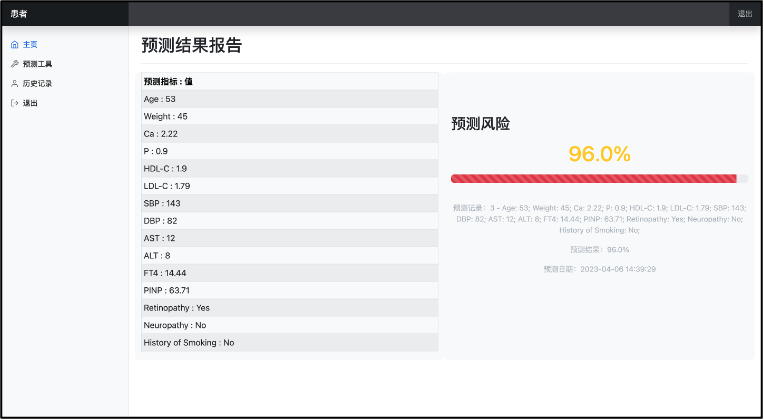 患者
退出
主页
预测工具
历史记录
退出
预测结果报告
预测指标 : 值
Age : 53
Weight : 45
Ca : 2.22
P : 0.9
HDL-C : 1.9
LDL-C : 1.79
SBP : 143
DBP : 82
AST : 12
ALT : 8
FT4 : 14.44
PINP : 63.71
Retinopathy : Yes
Neuropathy : No
History of Smoking : No
预测风险
96.0%
预测记录：3 - Age: 53; Weight: 45; Ca: 2.22; P: 0.9; HDL-C: 1.9; LDL-C: 1.79; SBP: 143;
DBP: 82; AST: 12; ALT: 8; FT4: 14.44; PINP: 63.71; Retinopathy: Yes; Neuropathy: No;
History of Smoking: No;
预测结果：96.0%
预测日期：2023-04-06 14:39:29